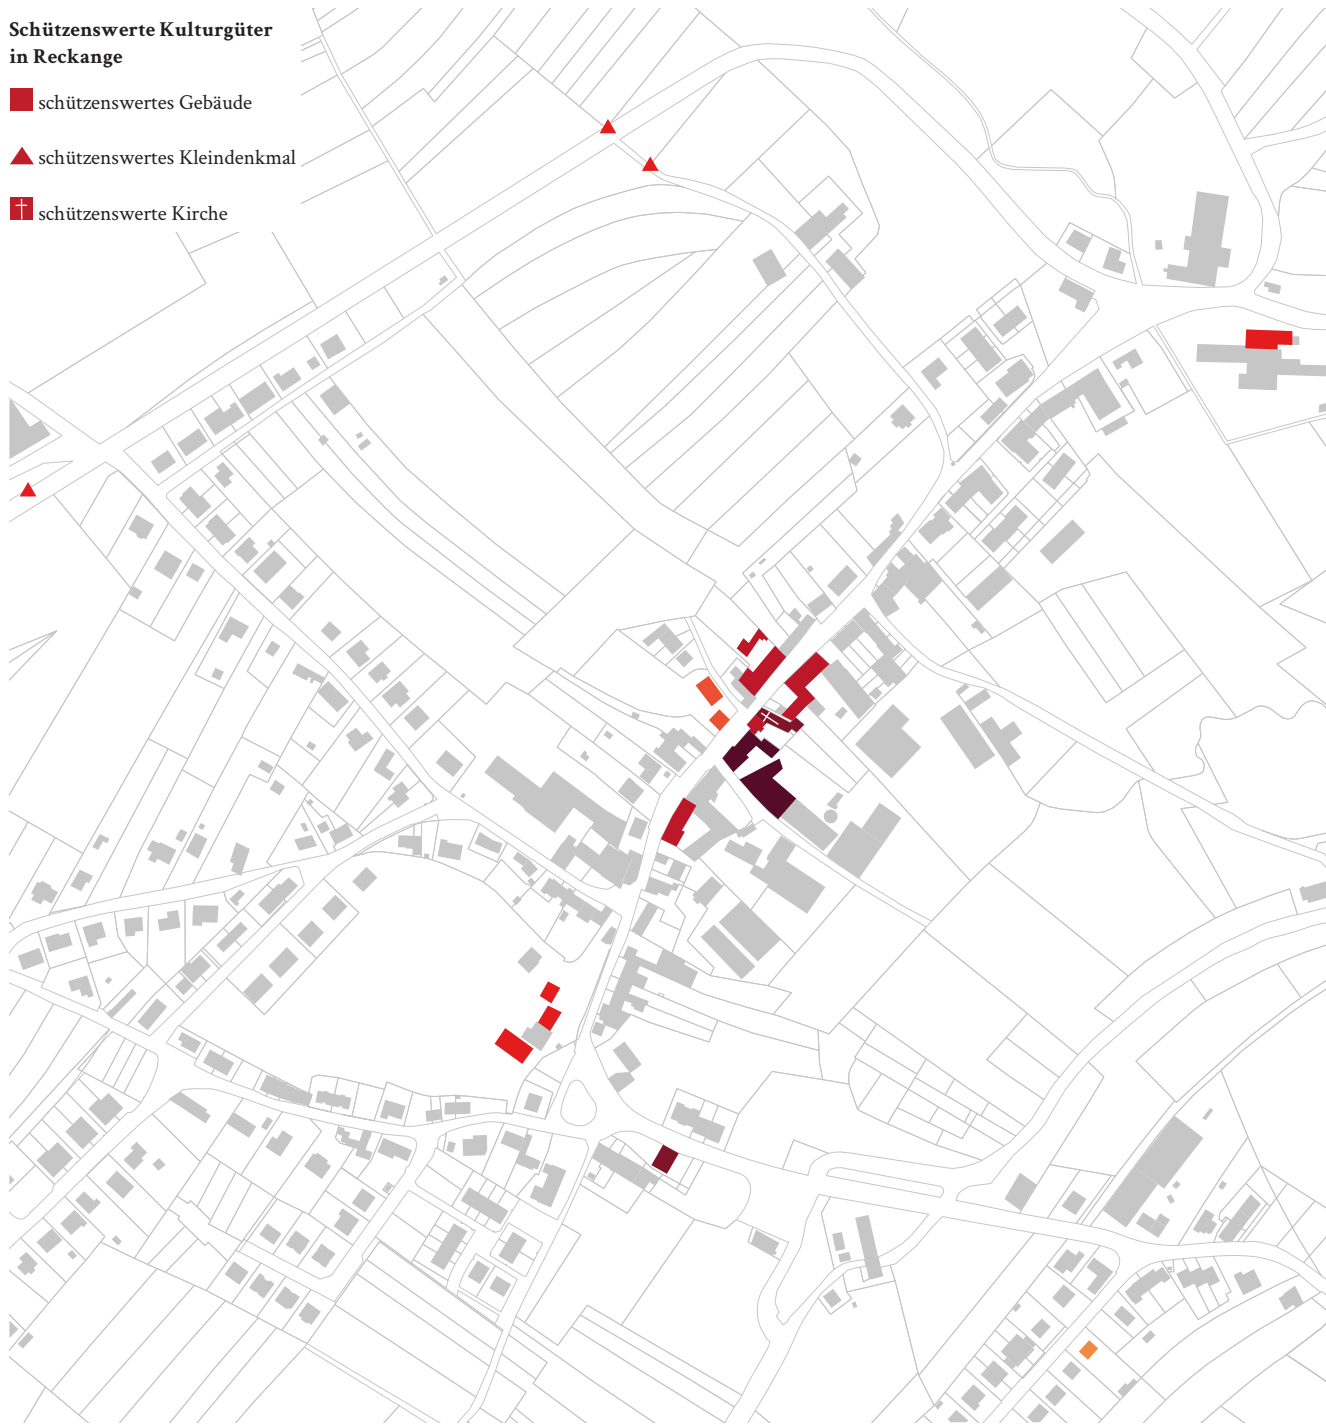 Schützenswerte Kulturgüter
in Reckange
schützenswertes Gebäude
schützenswertes Kleindenkmal
schützenswerte Kirche